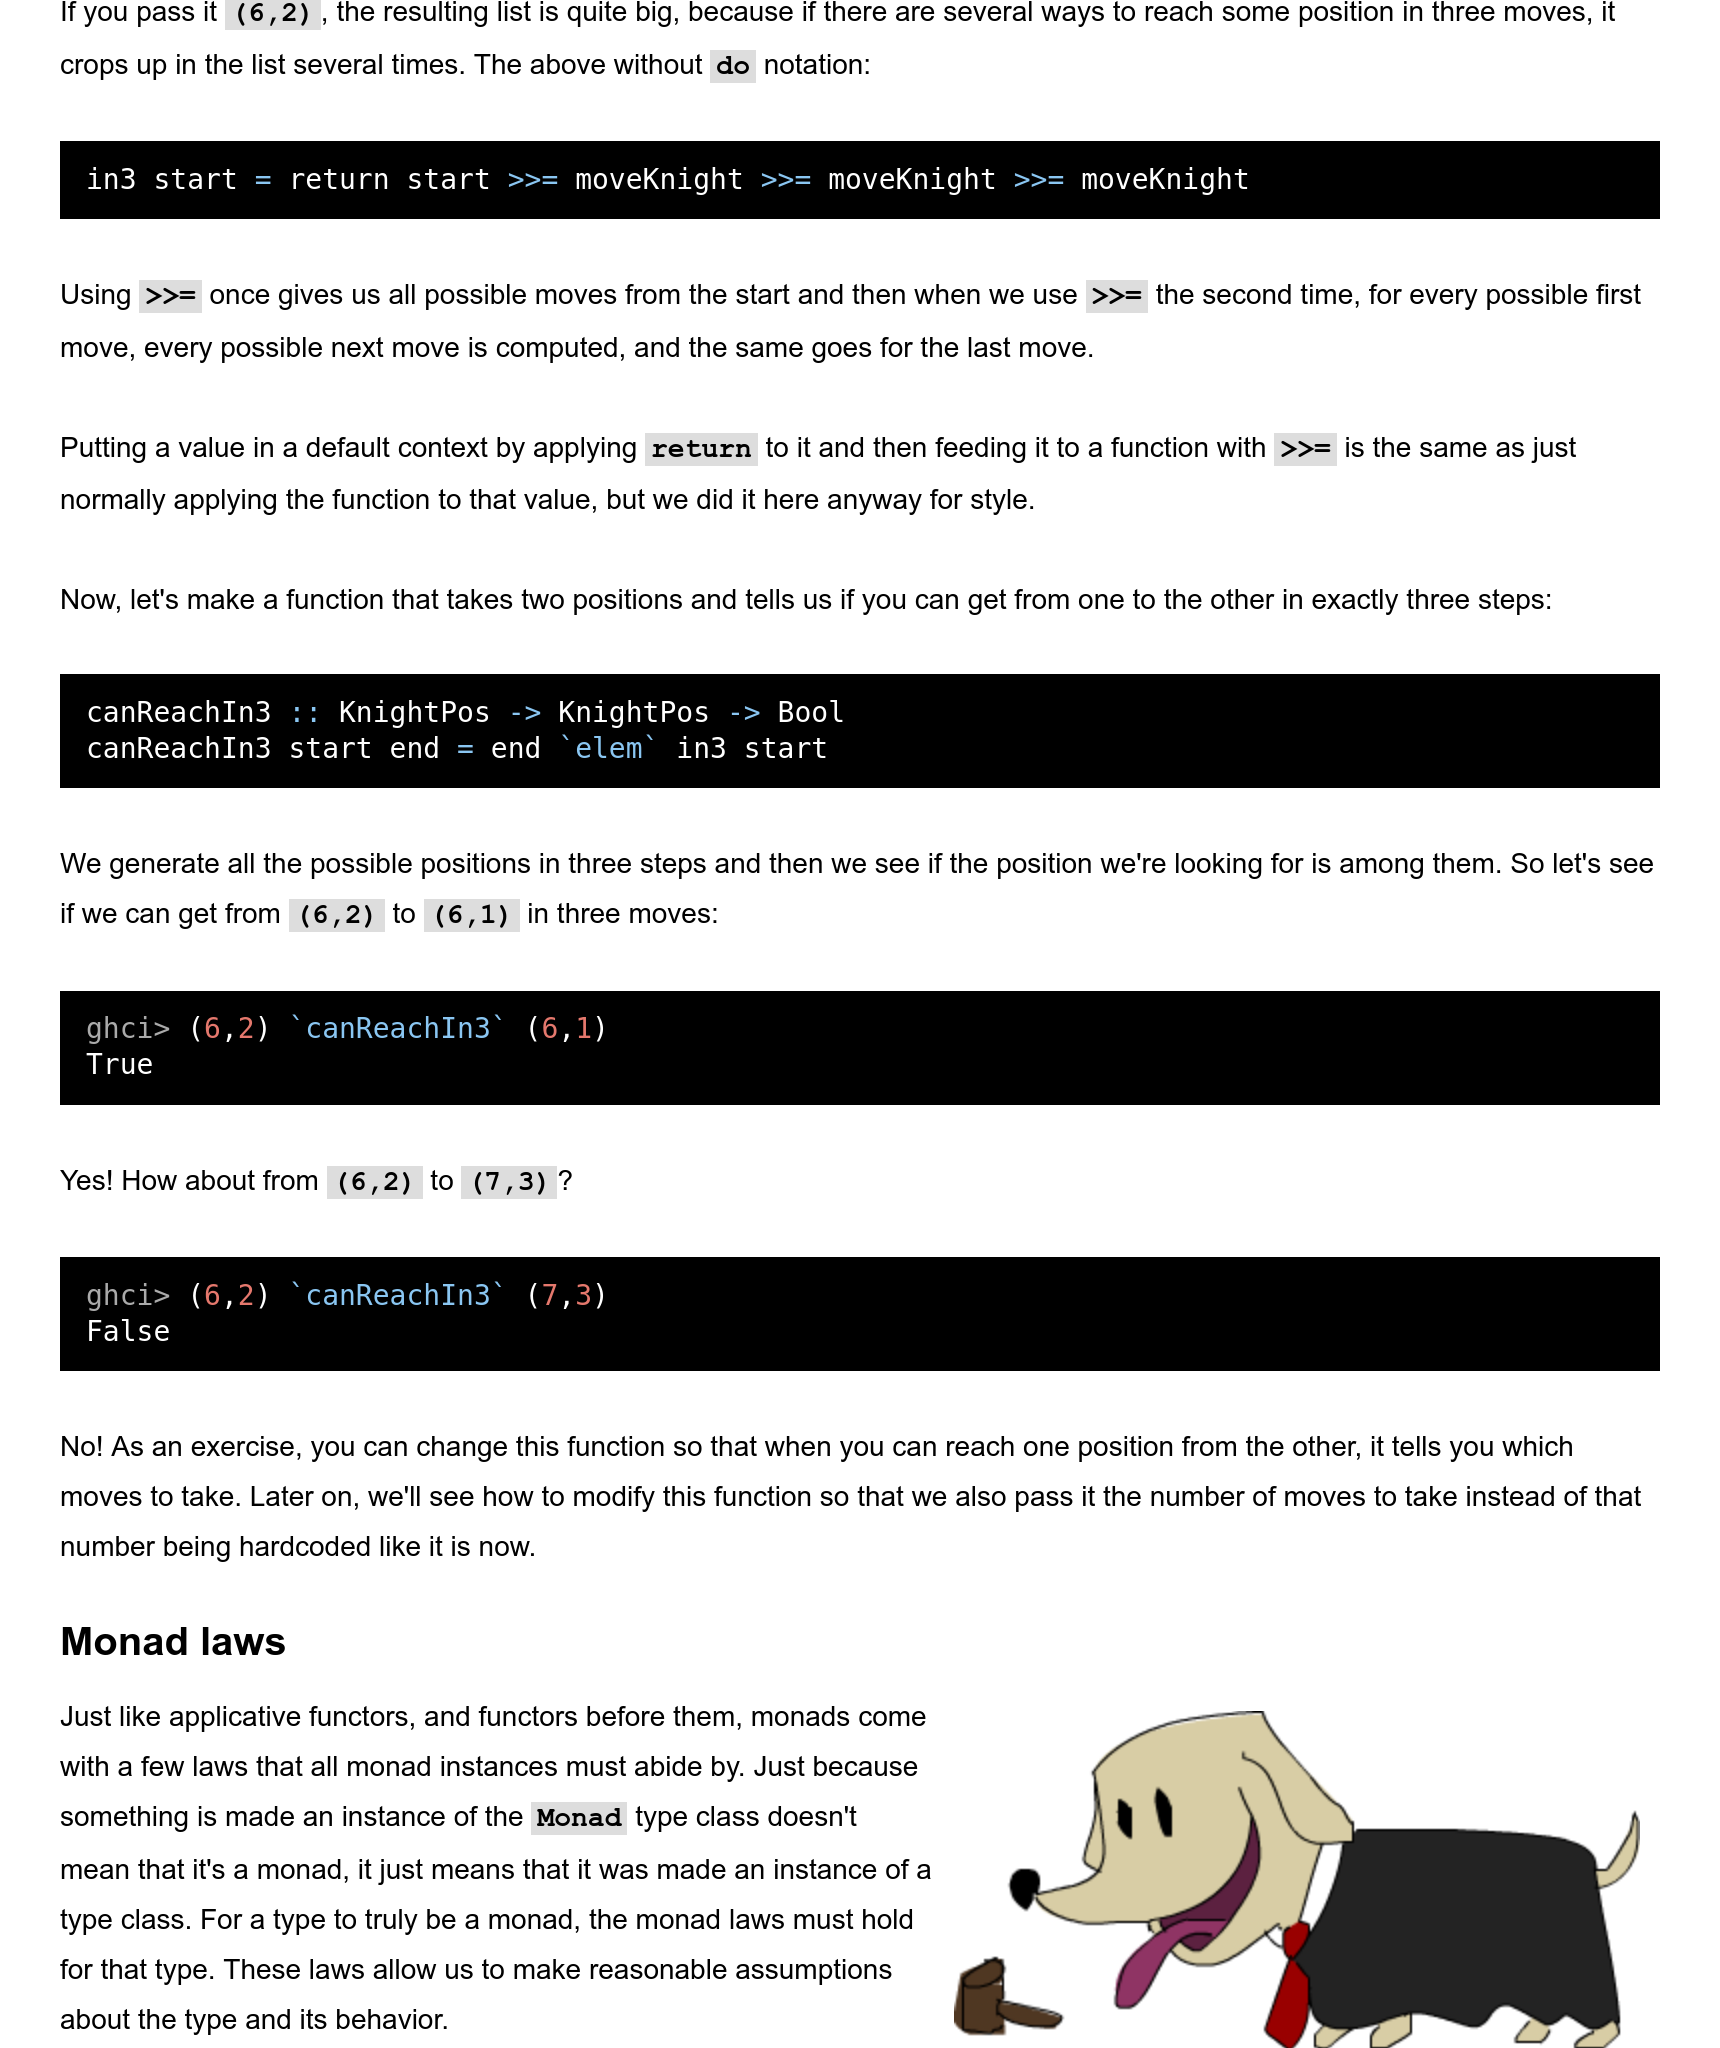 If you pass it (6,2), the resulting list is quite big, because if there are several ways to reach some position in three moves, it
crops up in the list several times. The above without do notation:
in3 start = return start >>= moveKnight >>= moveKnight >>= moveKnight
Using >>= once gives us all possible moves from the start and then when we use >>= the second time, for every possible first
move, every possible next move is computed, and the same goes for the last move.
Putting a value in a default context by applying return to it and then feeding it to a function with >>= is the same as just
normally applying the function to that value, but we did it here anyway for style.
Now, let's make a function that takes two positions and tells us if you can get from one to the other in exactly three steps:
canReachIn3 :: KnightPos -> KnightPos -> Bool
canReachIn3 start end = end `elem` in3 start
We generate all the possible positions in three steps and then we see if the position we're looking for is among them. So let's see
if we can get from (6,2) to (6,1) in three moves:
ghci> (6,2) `canReachIn3` (6,1)
True
Yes! How about from (6,2) to (7,3)?
ghci> (6,2) `canReachIn3` (7,3)
False
No! As an exercise, you can change this function so that when you can reach one position from the other, it tells you which
moves to take. Later on, we'll see how to modify this function so that we also pass it the number of moves to take instead of that
number being hardcoded like it is now.
Monad laws
Just like applicative functors, and functors before them, monads come
with a few laws that all monad instances must abide by. Just because
something is made an instance of the Monad type class doesn't
mean that it's a monad, it just means that it was made an instance of a
type class. For a type to truly be a monad, the monad laws must hold
for that type. These laws allow us to make reasonable assumptions
about the type and its behavior.